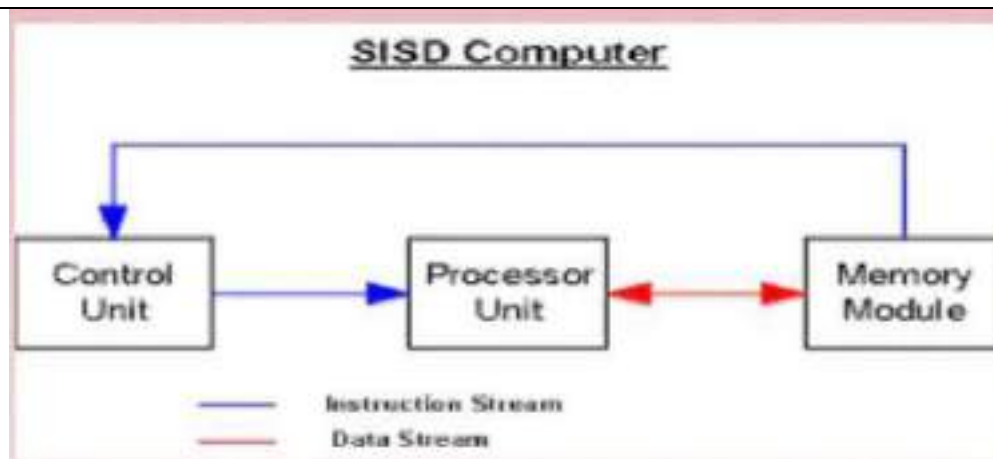 SISD Computer
Control
Unit
Processor
Unit
Memory
Module
Instruction Stream
Data Stream